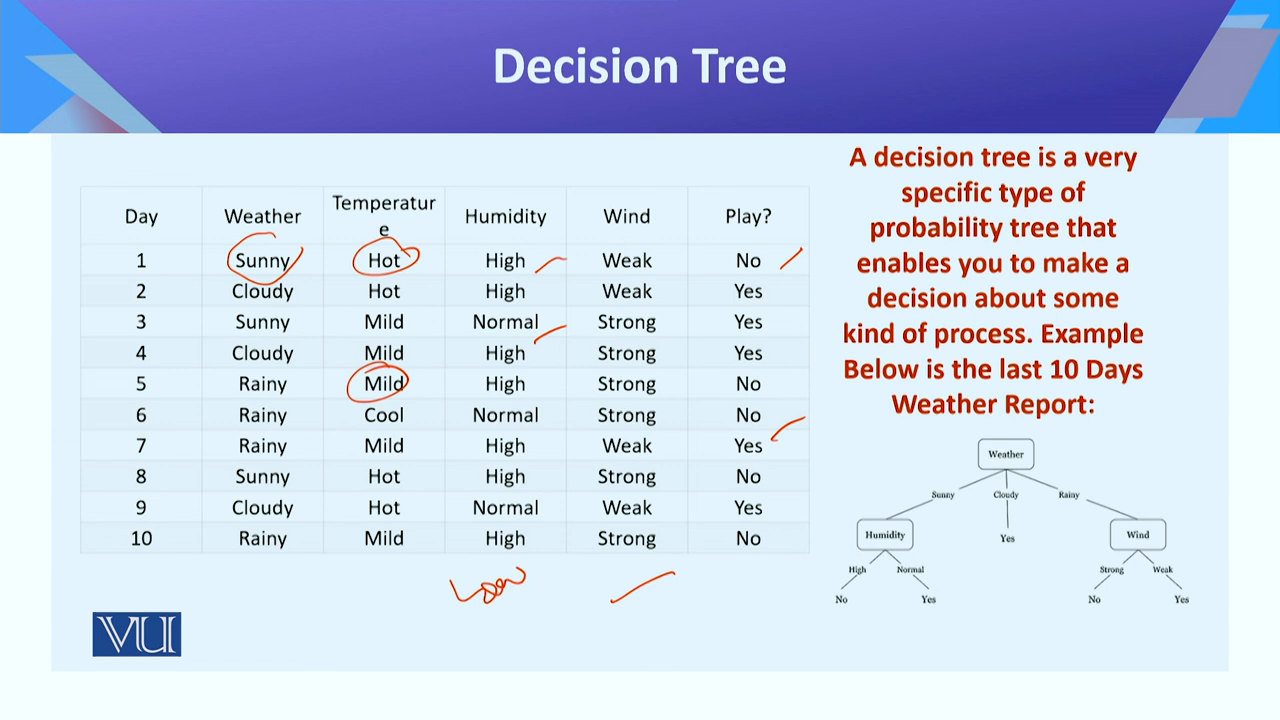 Decision Tree
A decision tree is a very
specific type of
probability tree that
enables you to make a
decision about some
kind of process. Example
Below is the last 10 Days
Weather Report:
Day Weather Temperatur
e Humidity Wind Play?
1 Sunny Hot High Weak No
2 Cloudy Hot High Weak Yes
3 Sunny Mild Normal Strong Yes
4 Cloudy Mild High Strong Yes
5 Rainy Mild High Strong No
6 Rainy Cool Normal Strong No
7 Rainy Mild High Weak Yes
8 Sunny Hot High Strong No
9 Cloudy Hot Normal Weak Yes
10 Rainy Mild High Strong No
Low
Weather
Sunny Cloudy Rainy
Humidity Yes Wind
High Normal Strong Weak
No Yes No Yes
VU